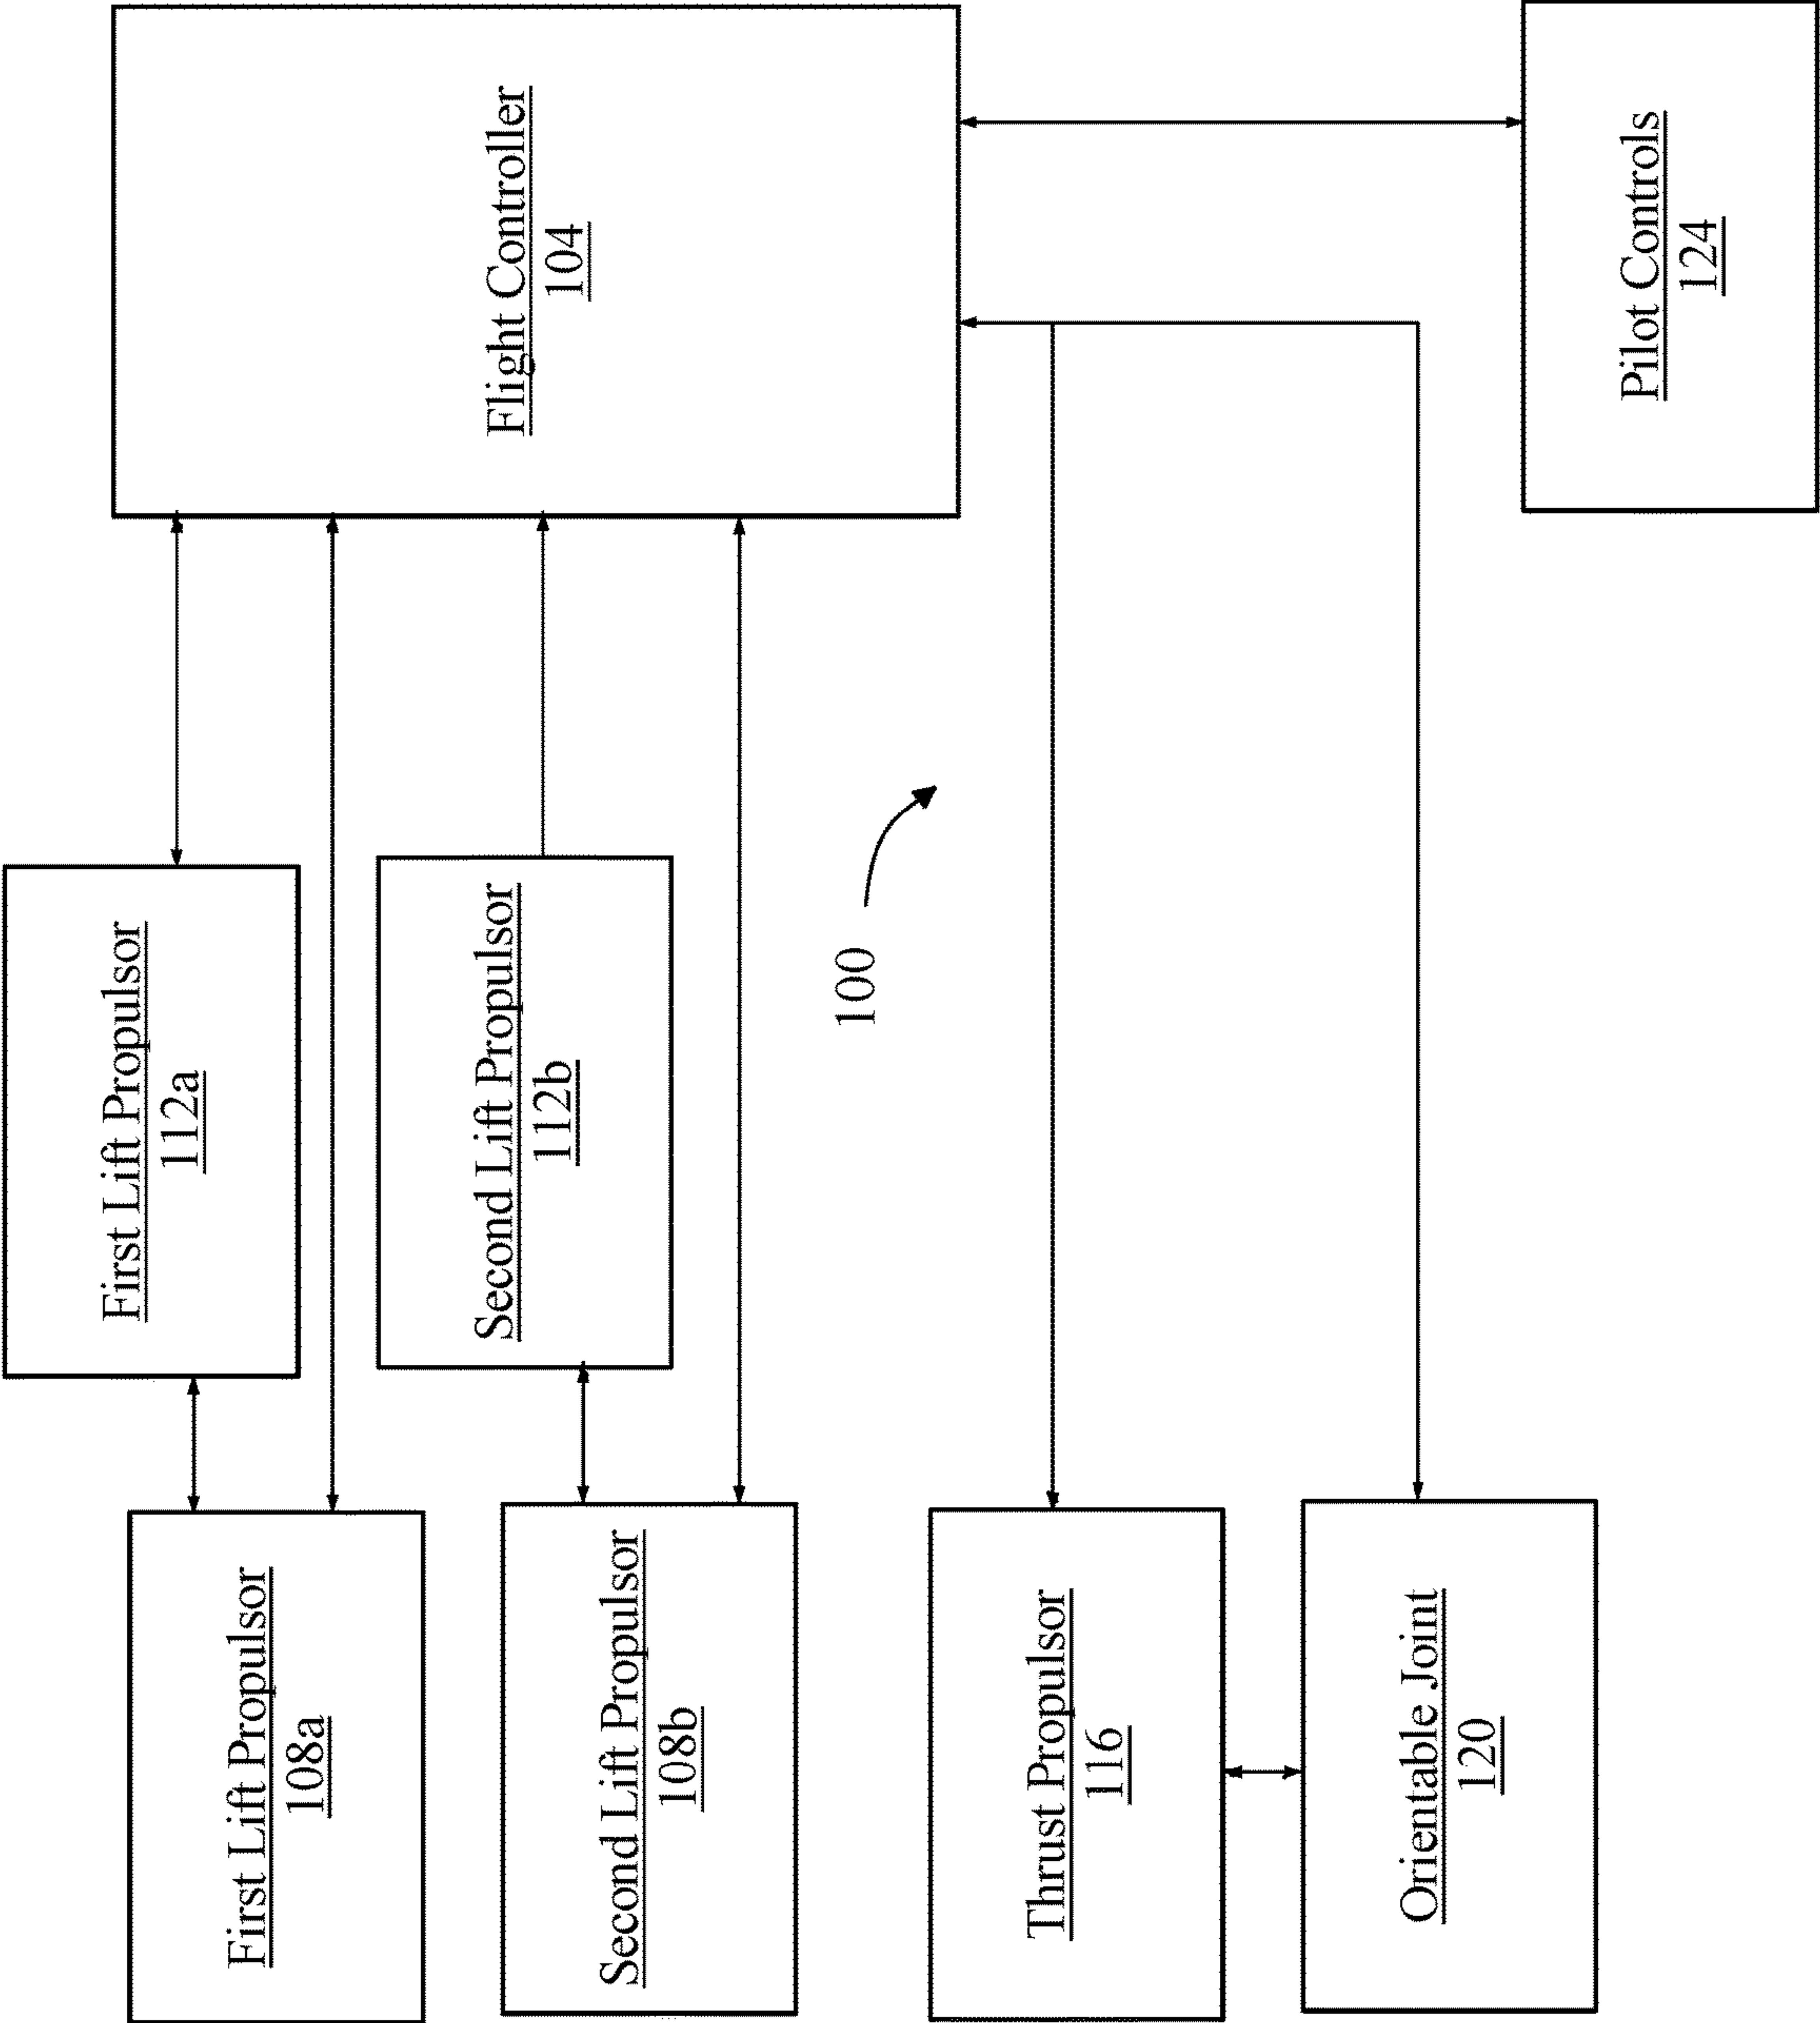 First Lift Propulsor
108a
First Lift Propulsor
112a
Second Lift Propulsor
108b
Second Lift Propulsor
112b
Flight Controller
104
100
Thrust Propulsor
116
Orientable Joint
120
Pilot Controls
124